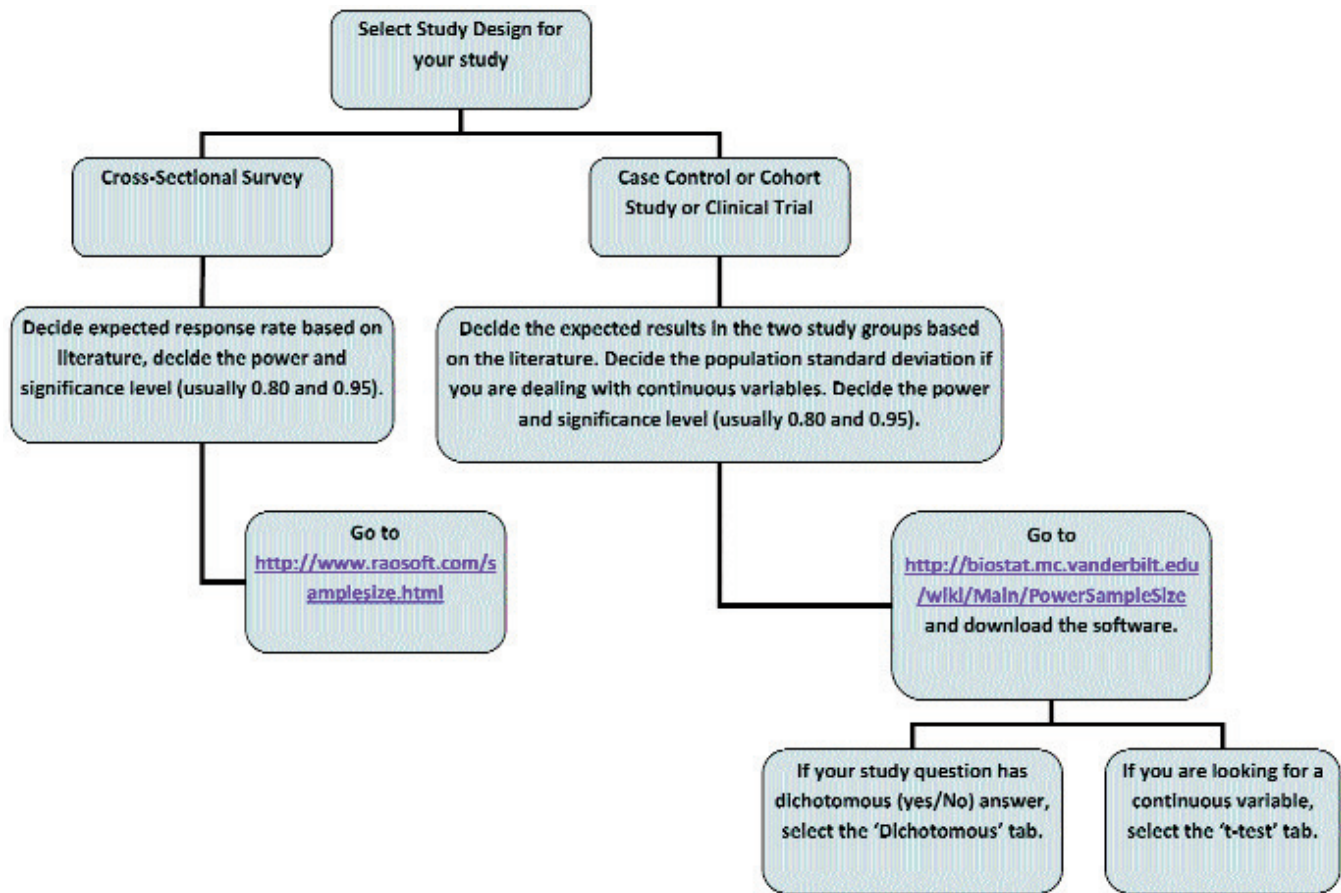 Select Study Design for
your study
Cross-Sectional Survey
Case Control or Cohort
Study or Clinical Trial
Decide expected response rate based on
literature, decide the power and
significance level (usually 0.80 and 0.95).
Decide the expected results in the two study groups based
on the literature. Decide the population standard deviation if
you are dealing with continuous variables. Decide the power
and significance level (usually 0.80 and 0.95).
Go to
http://www.raosoft.com/s
amplesize.html
Go to
http://biostat.mc.vanderbilt.edu
/wiki/Main/PowerSampleSize
and download the software.
If your study question has
dichotomous (yes/No) answer,
select the ‘Dichotomous’ tab.
If you are looking for a
continuous variable,
select the ‘t-test’ tab.